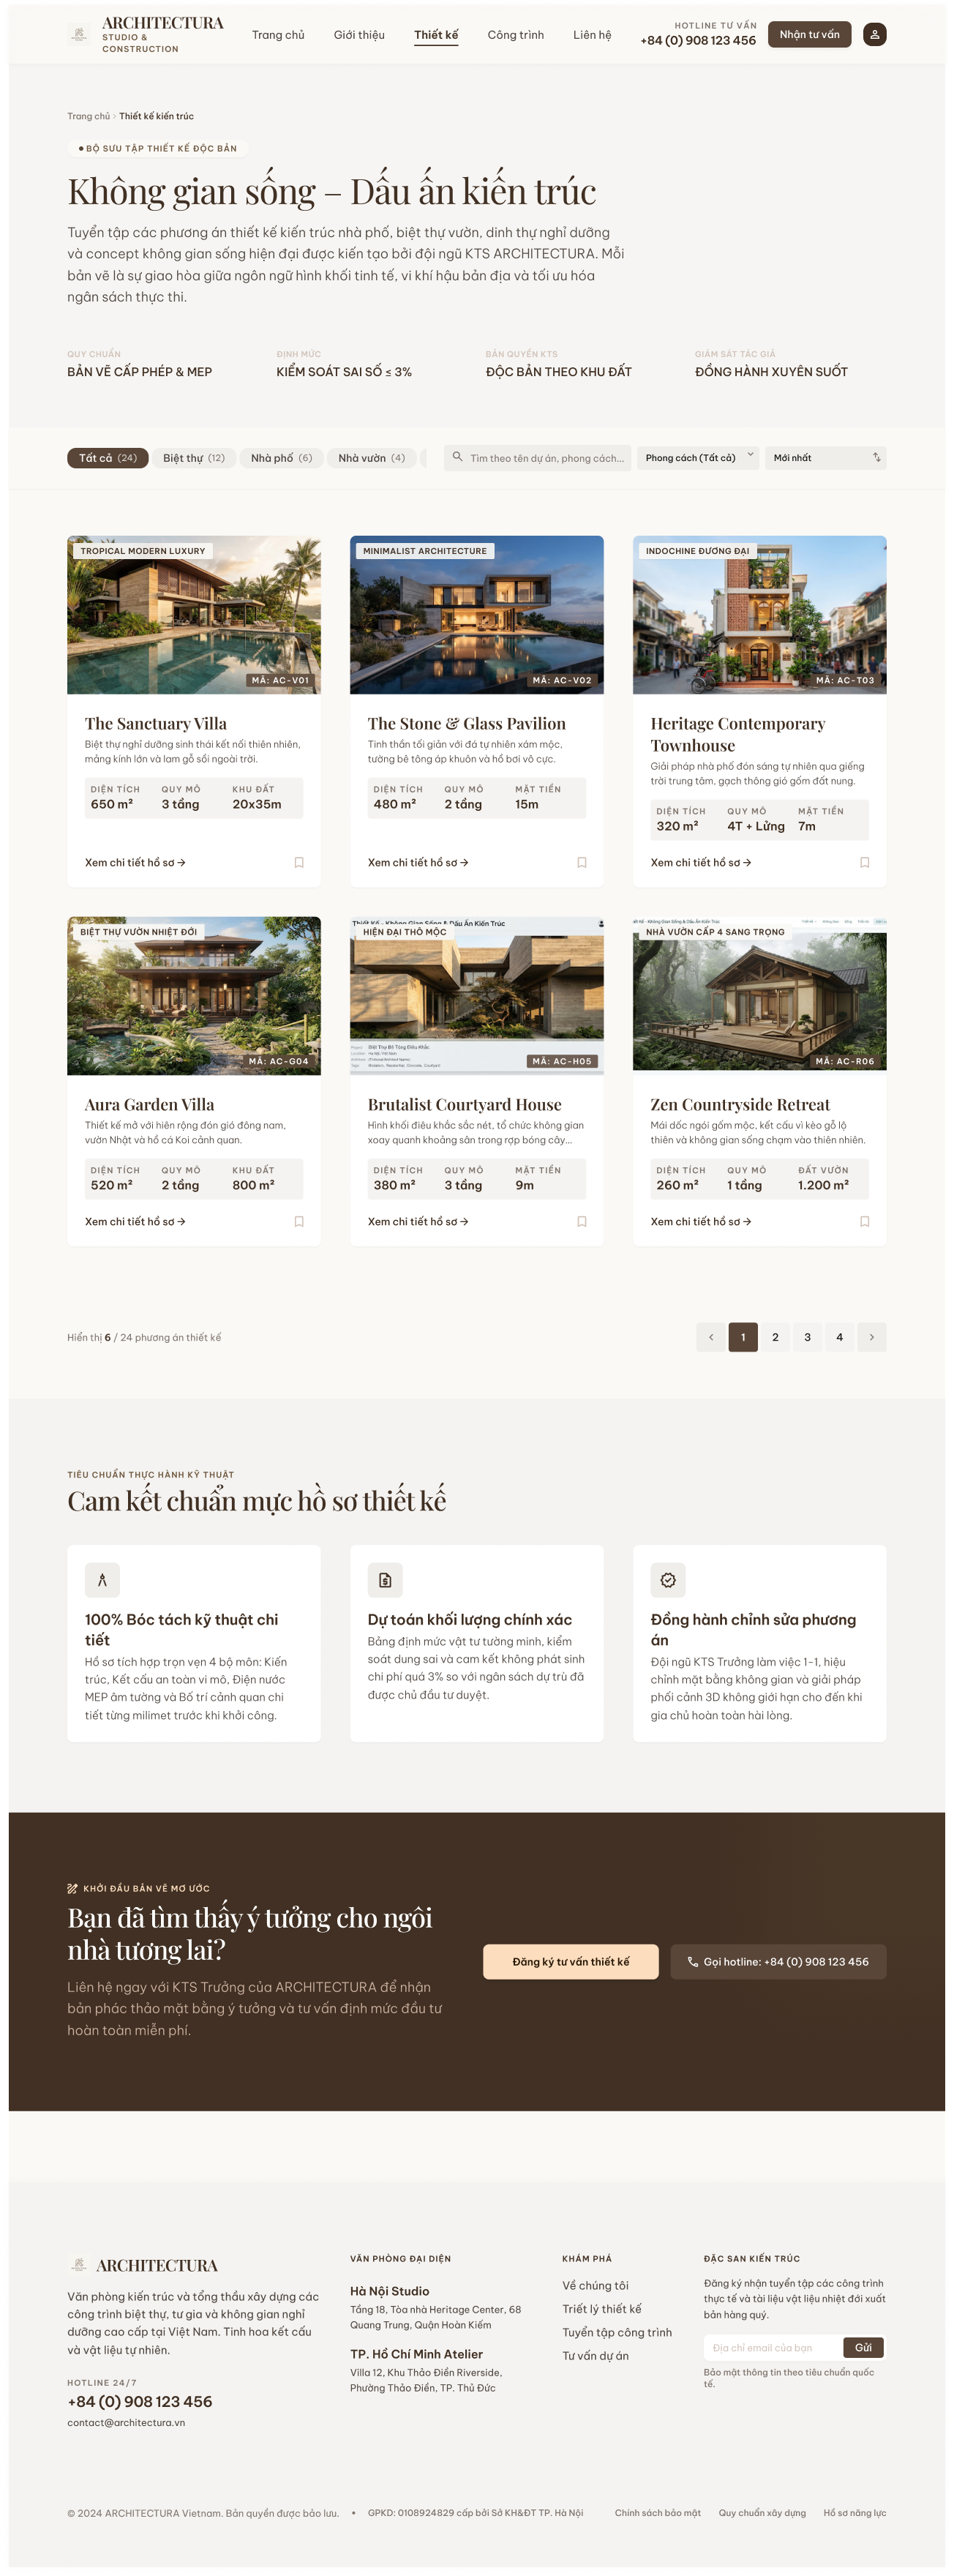 ARCHITECTURA
STUDIO &
CONSTRUCTION
Trang chủ
Giới thiệu
Thiết kế
Công trình
Liên hệ
HOTLINE TƯ VẤN
+84 (0) 908 123 456
Nhận tư vấn
Trang chủ › Thiết kế kiến trúc
BỘ SƯU TẬP THIẾT KẾ ĐỘC BẢN
Không gian sống – Dấu ấn kiến trúc
Tuyển tập các phương án thiết kế kiến trúc nhà phố, biệt thự vườn, dinh thự nghỉ dưỡng
và concept không gian sống hiện đại được kiến tạo bởi đội ngũ KTS ARCHITECTURA. Mỗi
bản vẽ là sự giao hòa giữa ngôn ngữ hình khối tinh tế, vi khí hậu bản địa và tối ưu hóa
ngân sách thực thi.
QUY CHUẨN
BẢN VẼ CẤP PHÉP & MEP
ĐỊNH MỨC
KIỂM SOÁT SAI SỐ ≤ 3%
BẢN QUYỀN KTS
ĐỘC BẢN THEO KHU ĐẤT
GIÁM SÁT TÁC GIẢ
ĐỒNG HÀNH XUYÊN SUỐT
Tất cả (24)
Biệt thự (12)
Nhà phố (6)
Nhà vườn (4)
Tìm theo tên dự án, phong cách...
Phong cách (Tất cả)
Mới nhất
TROPICAL MODERN LUXURY
MÃ: AC-V01
The Sanctuary Villa
Biệt thự nghỉ dưỡng sinh thái kết nối thiên nhiên,
mảng kính lớn và lam gỗ sồi ngoài trời.
DIỆN TÍCH QUY MÔ KHU ĐẤT
650 m² 3 tầng 20x35m
Xem chi tiết hồ sơ →
MINIMALIST ARCHITECTURE
MÃ: AC-V02
The Stone & Glass Pavilion
Tinh thần tối giản với đá tự nhiên xám mộc,
tường bê tông áp khuôn và hồ bơi vô cực.
DIỆN TÍCH QUY MÔ MẶT TIỀN
480 m² 2 tầng 15m
Xem chi tiết hồ sơ →
INDOCHINE ĐƯƠNG ĐẠI
MÃ: AC-T03
Heritage Contemporary
Townhouse
Giải pháp nhà phố đón sáng tự nhiên qua giếng
trời trung tâm, gạch thông gió gốm đất nung.
DIỆN TÍCH QUY MÔ MẶT TIỀN
320 m² 4T + Lửng 7m
Xem chi tiết hồ sơ →
BIỆT THỰ VƯỜN NHIỆT ĐỚI
MÃ: AC-G04
Aura Garden Villa
Thiết kế mở với hiên rộng đón gió đông nam,
vườn Nhật và hồ cá Koi cảnh quan.
DIỆN TÍCH QUY MÔ KHU ĐẤT
520 m² 2 tầng 800 m²
Xem chi tiết hồ sơ →
Thiết Kế - Không Gian Sống & Dấu Ấn Kiến Trúc
HIỆN ĐẠI THÔ MỘC
MÃ: AC-H05
Brutalist Courtyard House
Hình khối điêu khắc sắc nét, tổ chức không gian
xoay quanh khoảng sân trong rợp bóng cây...
DIỆN TÍCH QUY MÔ MẶT TIỀN
380 m² 3 tầng 9m
Xem chi tiết hồ sơ →
NHÀ VƯỜN CẤP 4 SANG TRỌNG
MÃ: AC-R06
Zen Countryside Retreat
Mái dốc ngói gốm mộc, kết cấu vì kèo gỗ lộ
thiên và không gian sống chạm vào thiên nhiên.
DIỆN TÍCH QUY MÔ ĐẤT VƯỜN
260 m² 1 tầng 1.200 m²
Xem chi tiết hồ sơ →
Hiển thị 6 / 24 phương án thiết kế
‹ 1 2 3 4 ›
TIÊU CHUẨN THỰC HÀNH KỸ THUẬT
Cam kết chuẩn mực hồ sơ thiết kế
100% Bóc tách kỹ thuật chi
tiết
Hồ sơ tích hợp trọn vẹn 4 bộ môn: Kiến
trúc, Kết cấu an toàn vi mô, Điện nước
MEP âm tường và Bố trí cảnh quan chi
tiết từng milimet trước khi khởi công.
Dự toán khối lượng chính xác
Bảng định mức vật tư tường minh, kiểm
soát dung sai và cam kết không phát sinh
chi phí quá 3% so với ngân sách dự trù đã
được chủ đầu tư duyệt.
Đồng hành chỉnh sửa phương
án
Đội ngũ KTS Trưởng làm việc 1-1, hiệu
chỉnh mặt bằng không gian và giải pháp
phối cảnh 3D không giới hạn cho đến khi
gia chủ hoàn toàn hài lòng.
KHỞI ĐẦU BẢN VẼ MƠ ƯỚC
Bạn đã tìm thấy ý tưởng cho ngôi
nhà tương lai?
Liên hệ ngay với KTS Trưởng của ARCHITECTURA để nhận
bản phác thảo mặt bằng ý tưởng và tư vấn định mức đầu tư
hoàn toàn miễn phí.
Đăng ký tư vấn thiết kế
Gọi hotline: +84 (0) 908 123 456
ARCHITECTURA
Văn phòng kiến trúc và tổng thầu xây dựng các
công trình biệt thự, tư gia và không gian nghỉ
dưỡng cao cấp tại Việt Nam. Tinh hoa kết cấu
và vật liệu tự nhiên.
HOTLINE 24/7
+84 (0) 908 123 456
contact@architectura.vn
VĂN PHÒNG ĐẠI DIỆN
Hà Nội Studio
Tầng 18, Tòa nhà Heritage Center, 68
Quang Trung, Quận Hoàn Kiếm
TP. Hồ Chí Minh Atelier
Villa 12, Khu Thảo Điền Riverside,
Phường Thảo Điền, TP. Thủ Đức
KHÁM PHÁ
Về chúng tôi
Triết lý thiết kế
Tuyển tập công trình
Tư vấn dự án
ĐẶC SAN KIẾN TRÚC
Đăng ký nhận tuyển tập các công trình
thực tế và tài liệu vật liệu nhiệt đới xuất
bản hàng quý.
Địa chỉ email của bạn
Gửi
Bảo mật thông tin theo tiêu chuẩn quốc
tế.
© 2024 ARCHITECTURA Vietnam. Bản quyền được bảo lưu.
•
GPKD: 0108924829 cấp bởi Sở KH&ĐT TP. Hà Nội
Chính sách bảo mật
Quy chuẩn xây dựng
Hồ sơ năng lực